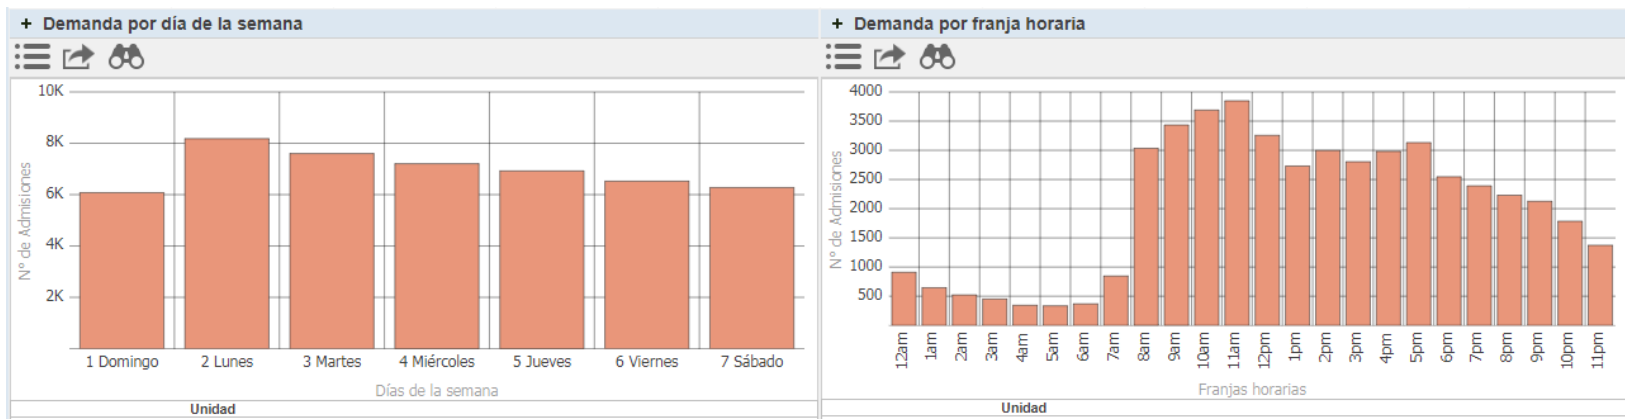 + Demanda por día de la semana
10K
8K
6K
4K
2K
Nº de Admisiones
1 Domingo 2 Lunes 3 Martes 4 Miércoles 5 Jueves 6 Viernes 7 Sábado
Días de la semana
Unidad
+ Demanda por franja horaria
4000
3500
3000
2500
2000
1500
1000
500
Nº de Admisiones
12am 1am 2am 3am 4am 5am 6am 7am 8am 9am 10am 11am 12pm 1pm 2pm 3pm 4pm 5pm 6pm 7pm 8pm 9pm 10pm 11pm
Franjas horarias
Unidad